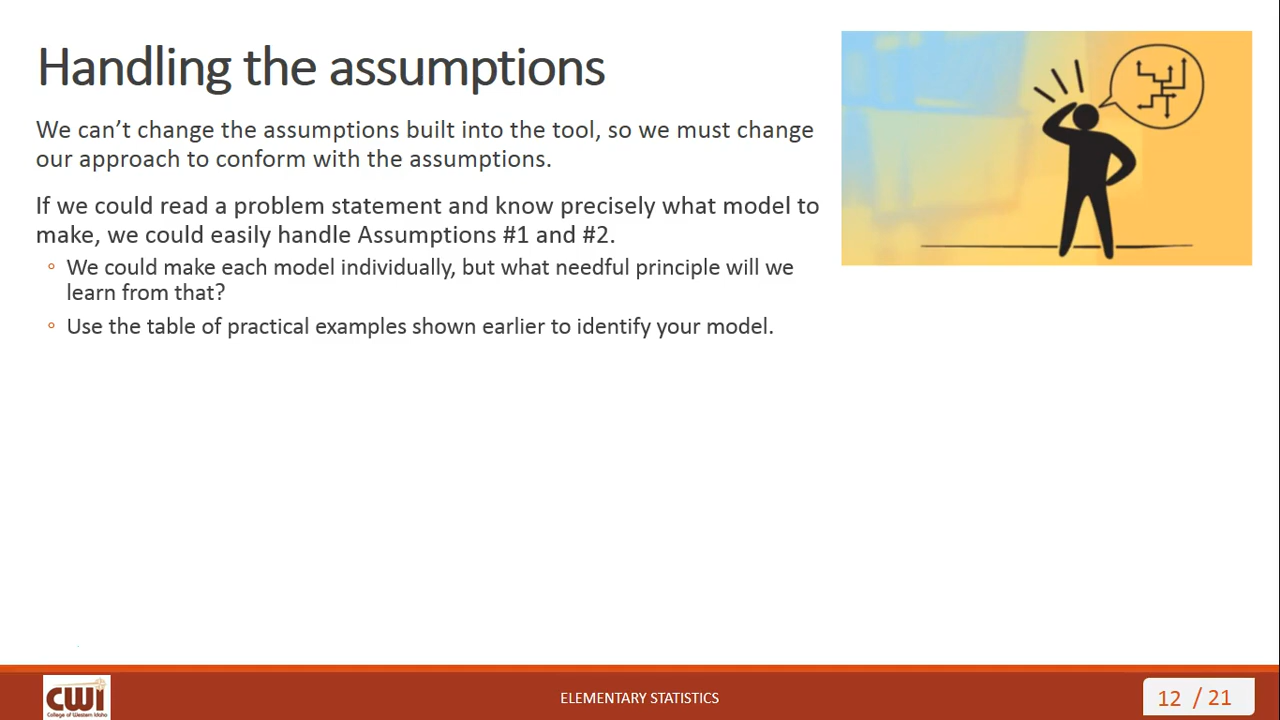 Handling the assumptions
We can’t change the assumptions built into the tool, so we must change
our approach to conform with the assumptions.
If we could read a problem statement and know precisely what model to
make, we could easily handle Assumptions #1 and #2.
◦ We could make each model individually, but what needful principle will we
learn from that?
◦ Use the table of practical examples shown earlier to identify your model.
CWI
College of Western Idaho
ELEMENTARY STATISTICS
12 / 21